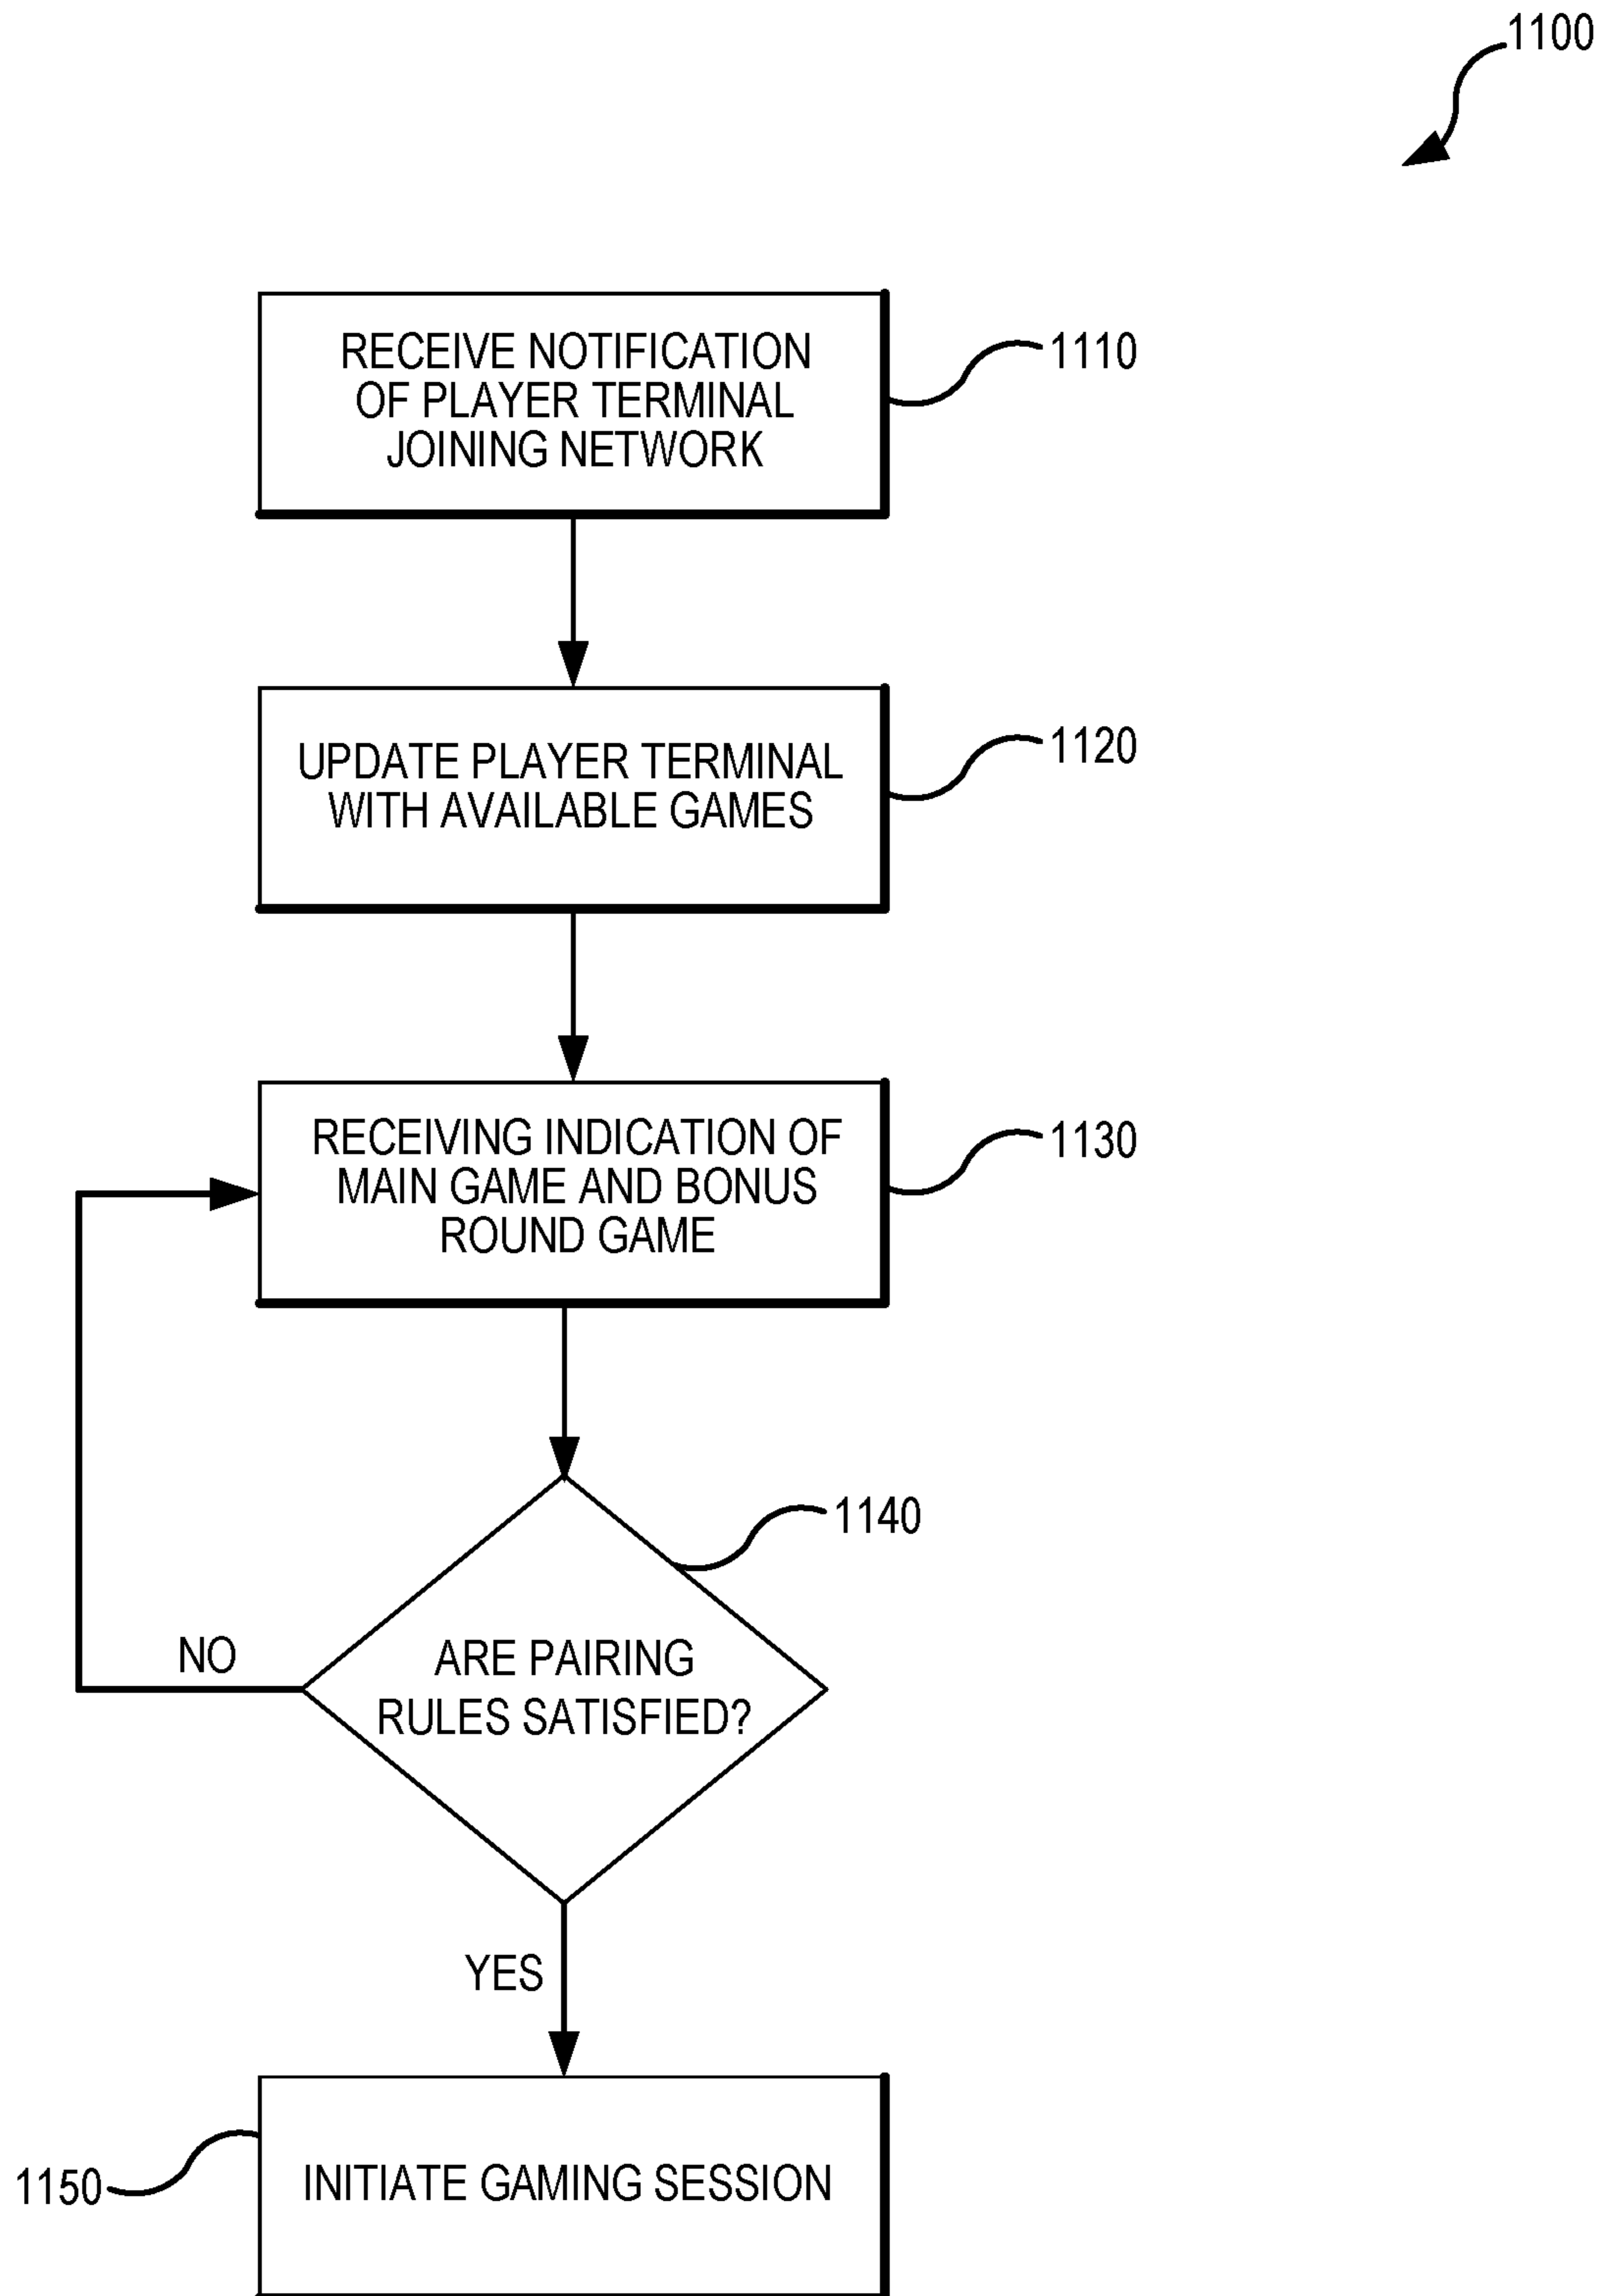 1100
RECEIVE NOTIFICATION
OF PLAYER TERMINAL
JOINING NETWORK
1110
UPDATE PLAYER TERMINAL
WITH AVAILABLE GAMES
1120
RECEIVING INDICATION OF
MAIN GAME AND BONUS
ROUND GAME
1130
1140
ARE PAIRING
RULES SATISFIED?
NO
YES
1150
INITIATE GAMING SESSION